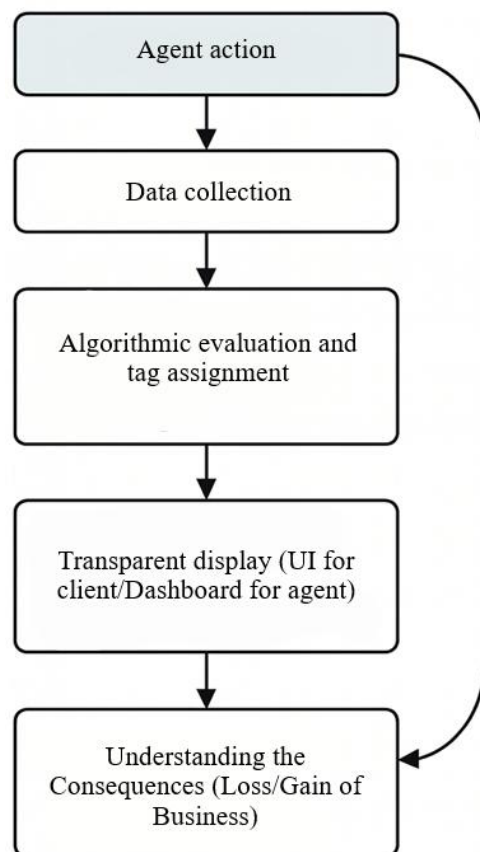 Agent action
Data collection
Algorithmic evaluation and
tag assignment
Transparent display (UI for
client/Dashboard for agent)
Understanding the
Consequences (Loss/Gain of
Business)